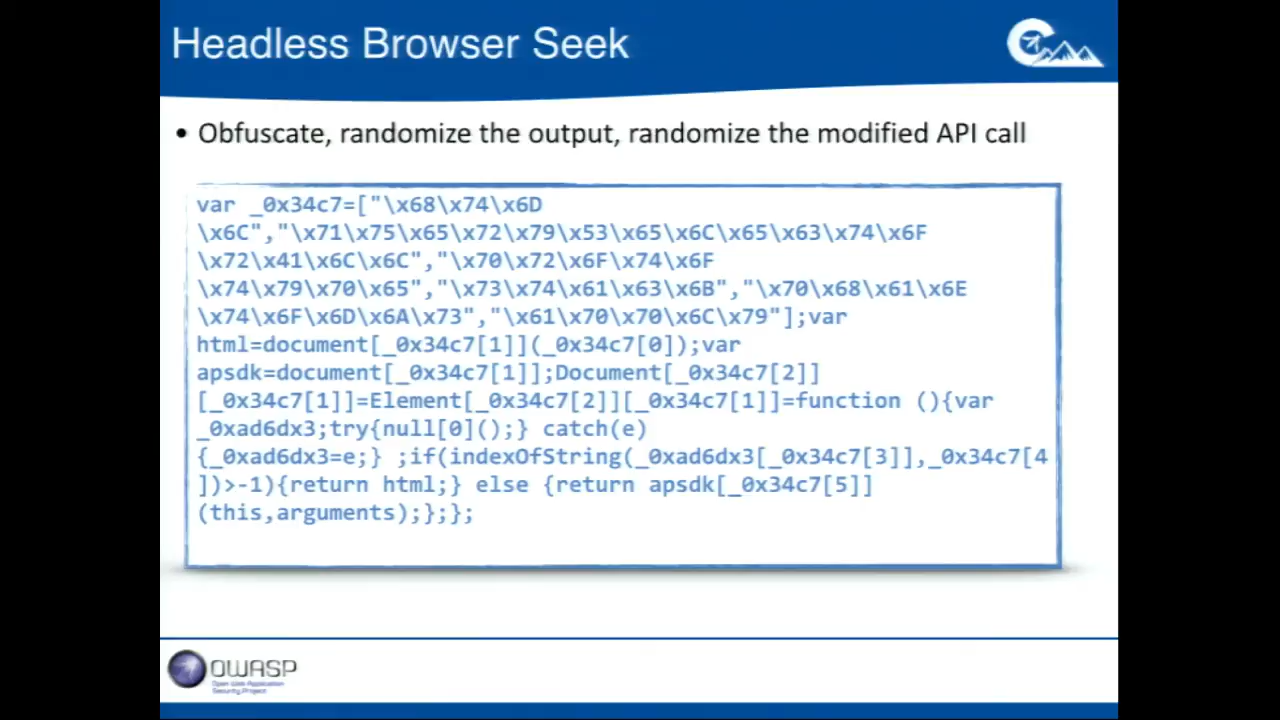 Headless Browser Seek
• Obfuscate, randomize the output, randomize the modified API call
var _0x34c7=["\x68\x74\x6D
\x6C","\x71\x75\x65\x72\x79\x53\x65\x6C\x65\x63\x74\x6F
\x72\x41\x6C\x6C","\x70\x72\x6F\x74\x6F
\x74\x79\x70\x65","\x73\x74\x61\x63\x6B","\x70\x68\x61\x6E
\x74\x6F\x6D\x6A\x73","\x61\x70\x70\x6C\x79"];var
html=document[_0x34c7[1]](_0x34c7[0]);var
apsdk=document[_0x34c7[1]];Document[_0x34c7[2]]
[_0x34c7[1]]=Element[_0x34c7[2]][_0x34c7[1]]=function (){var
_0xad6dx3;try{null[0]();} catch(e)
{_0xad6dx3=e;} ;if(indexOfString(_0xad6dx3[_0x34c7[3]],_0x34c7[4
])>-1){return html;} else {return apsdk[_0x34c7[5]]
(this,arguments);};};
OWASP
Open Web Application
Security Project